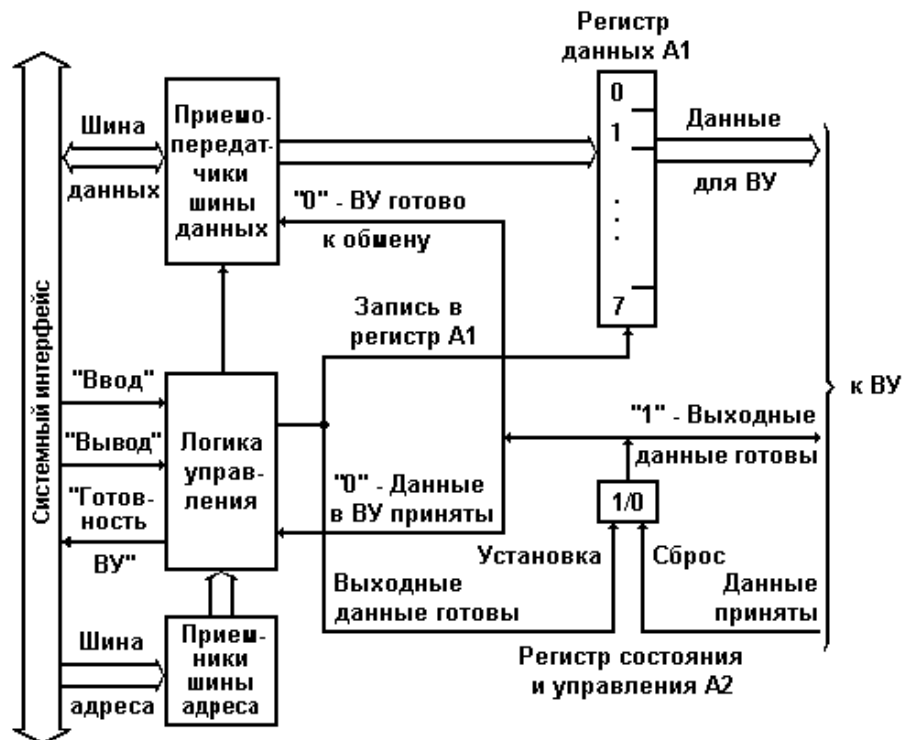 Регистр
данных А1
0
1
7
Приемо-
передат-
чики
шины
данных
Шина
данных
Данные
для ВУ
"0" - ВУ готово
к обмену
Запись в
регистр А1
Системный интерфейс
"Ввод"
"Вывод"
"Готов-
ность
ВУ"
Логика
управ-
ления
к ВУ
"1" - Выходные
данные готовы
"0" - Данные
в ВУ приняты
1/0
Установка
Сброс
Выходные
данные готовы
Данные
приняты
Шина
адреса
Прием-
ники
шины
адреса
Регистр состояния
и управления А2